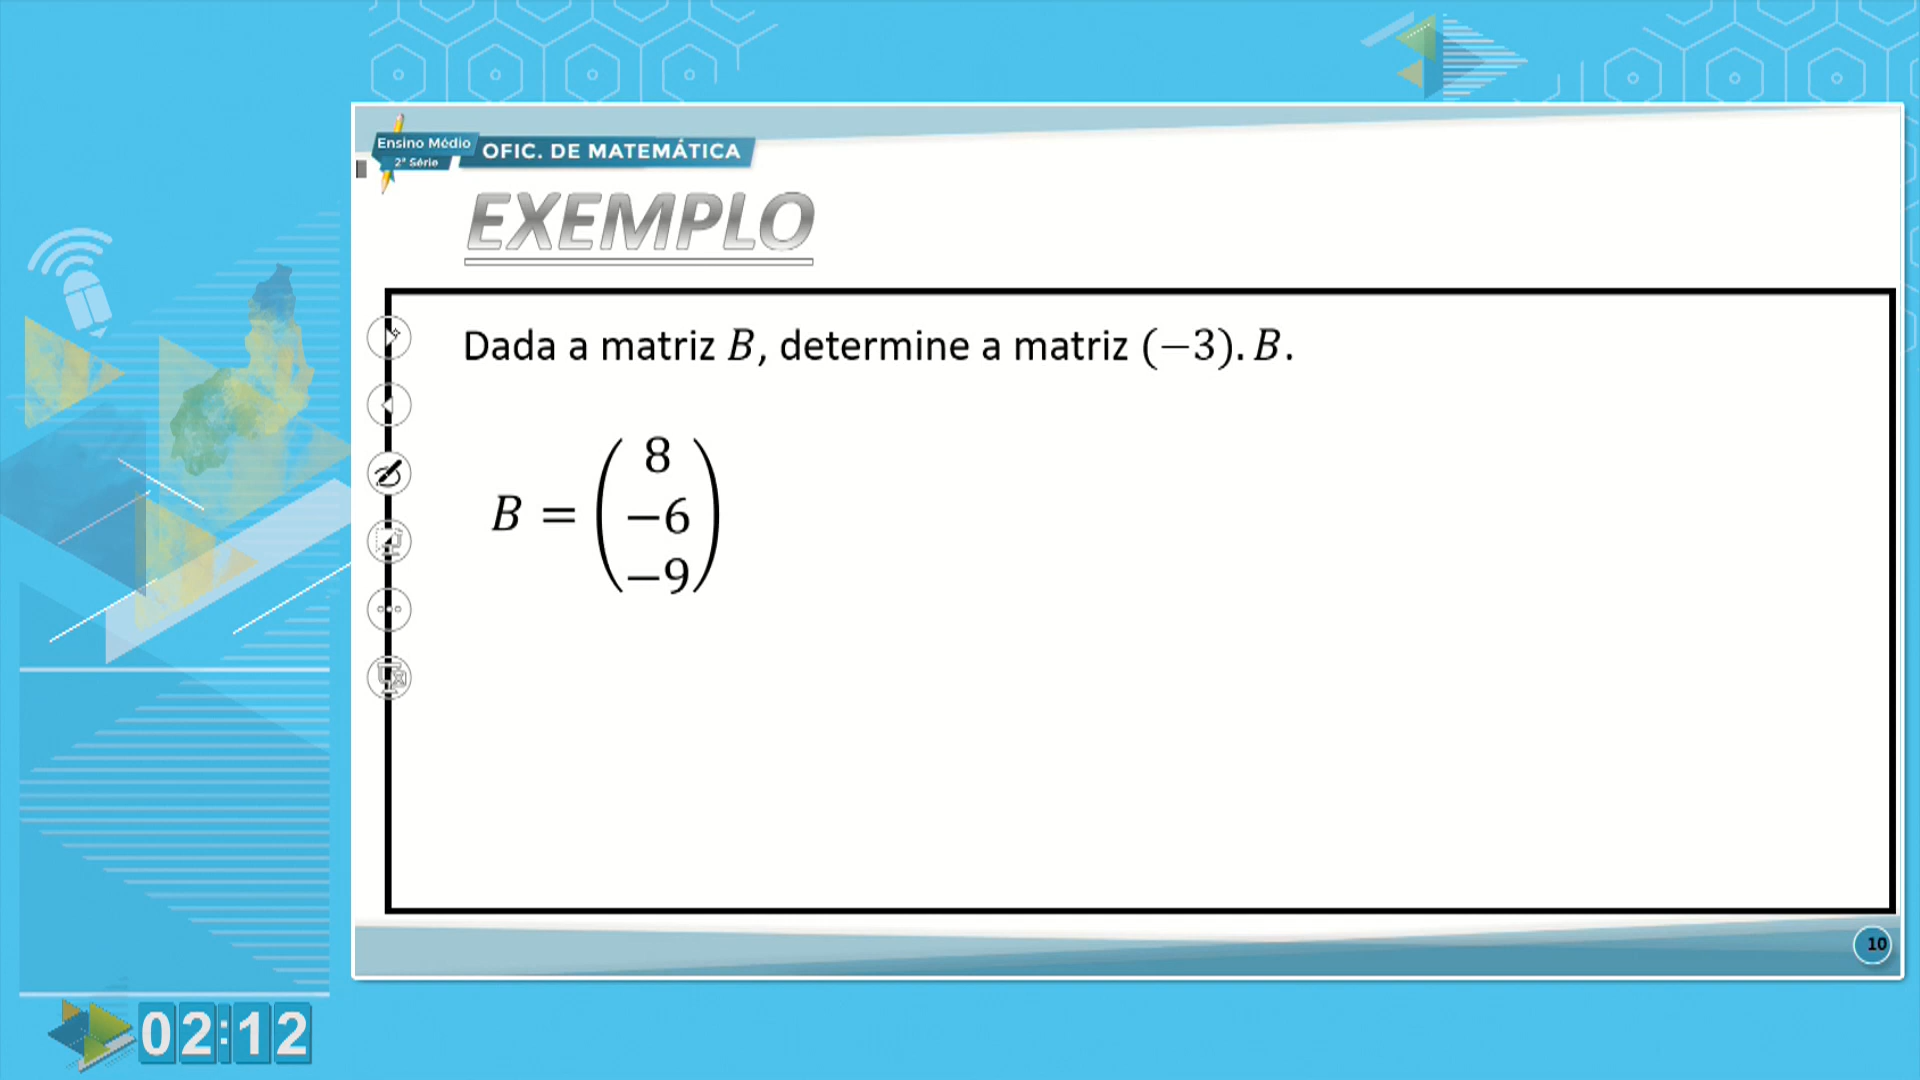 Ensino Médio
2ª Série
OFIC. DE MATEMÁTICA
EXEMPLO
Dada a matriz B, determine a matriz (−3). B.
8
B = −6
−9
10
02:12